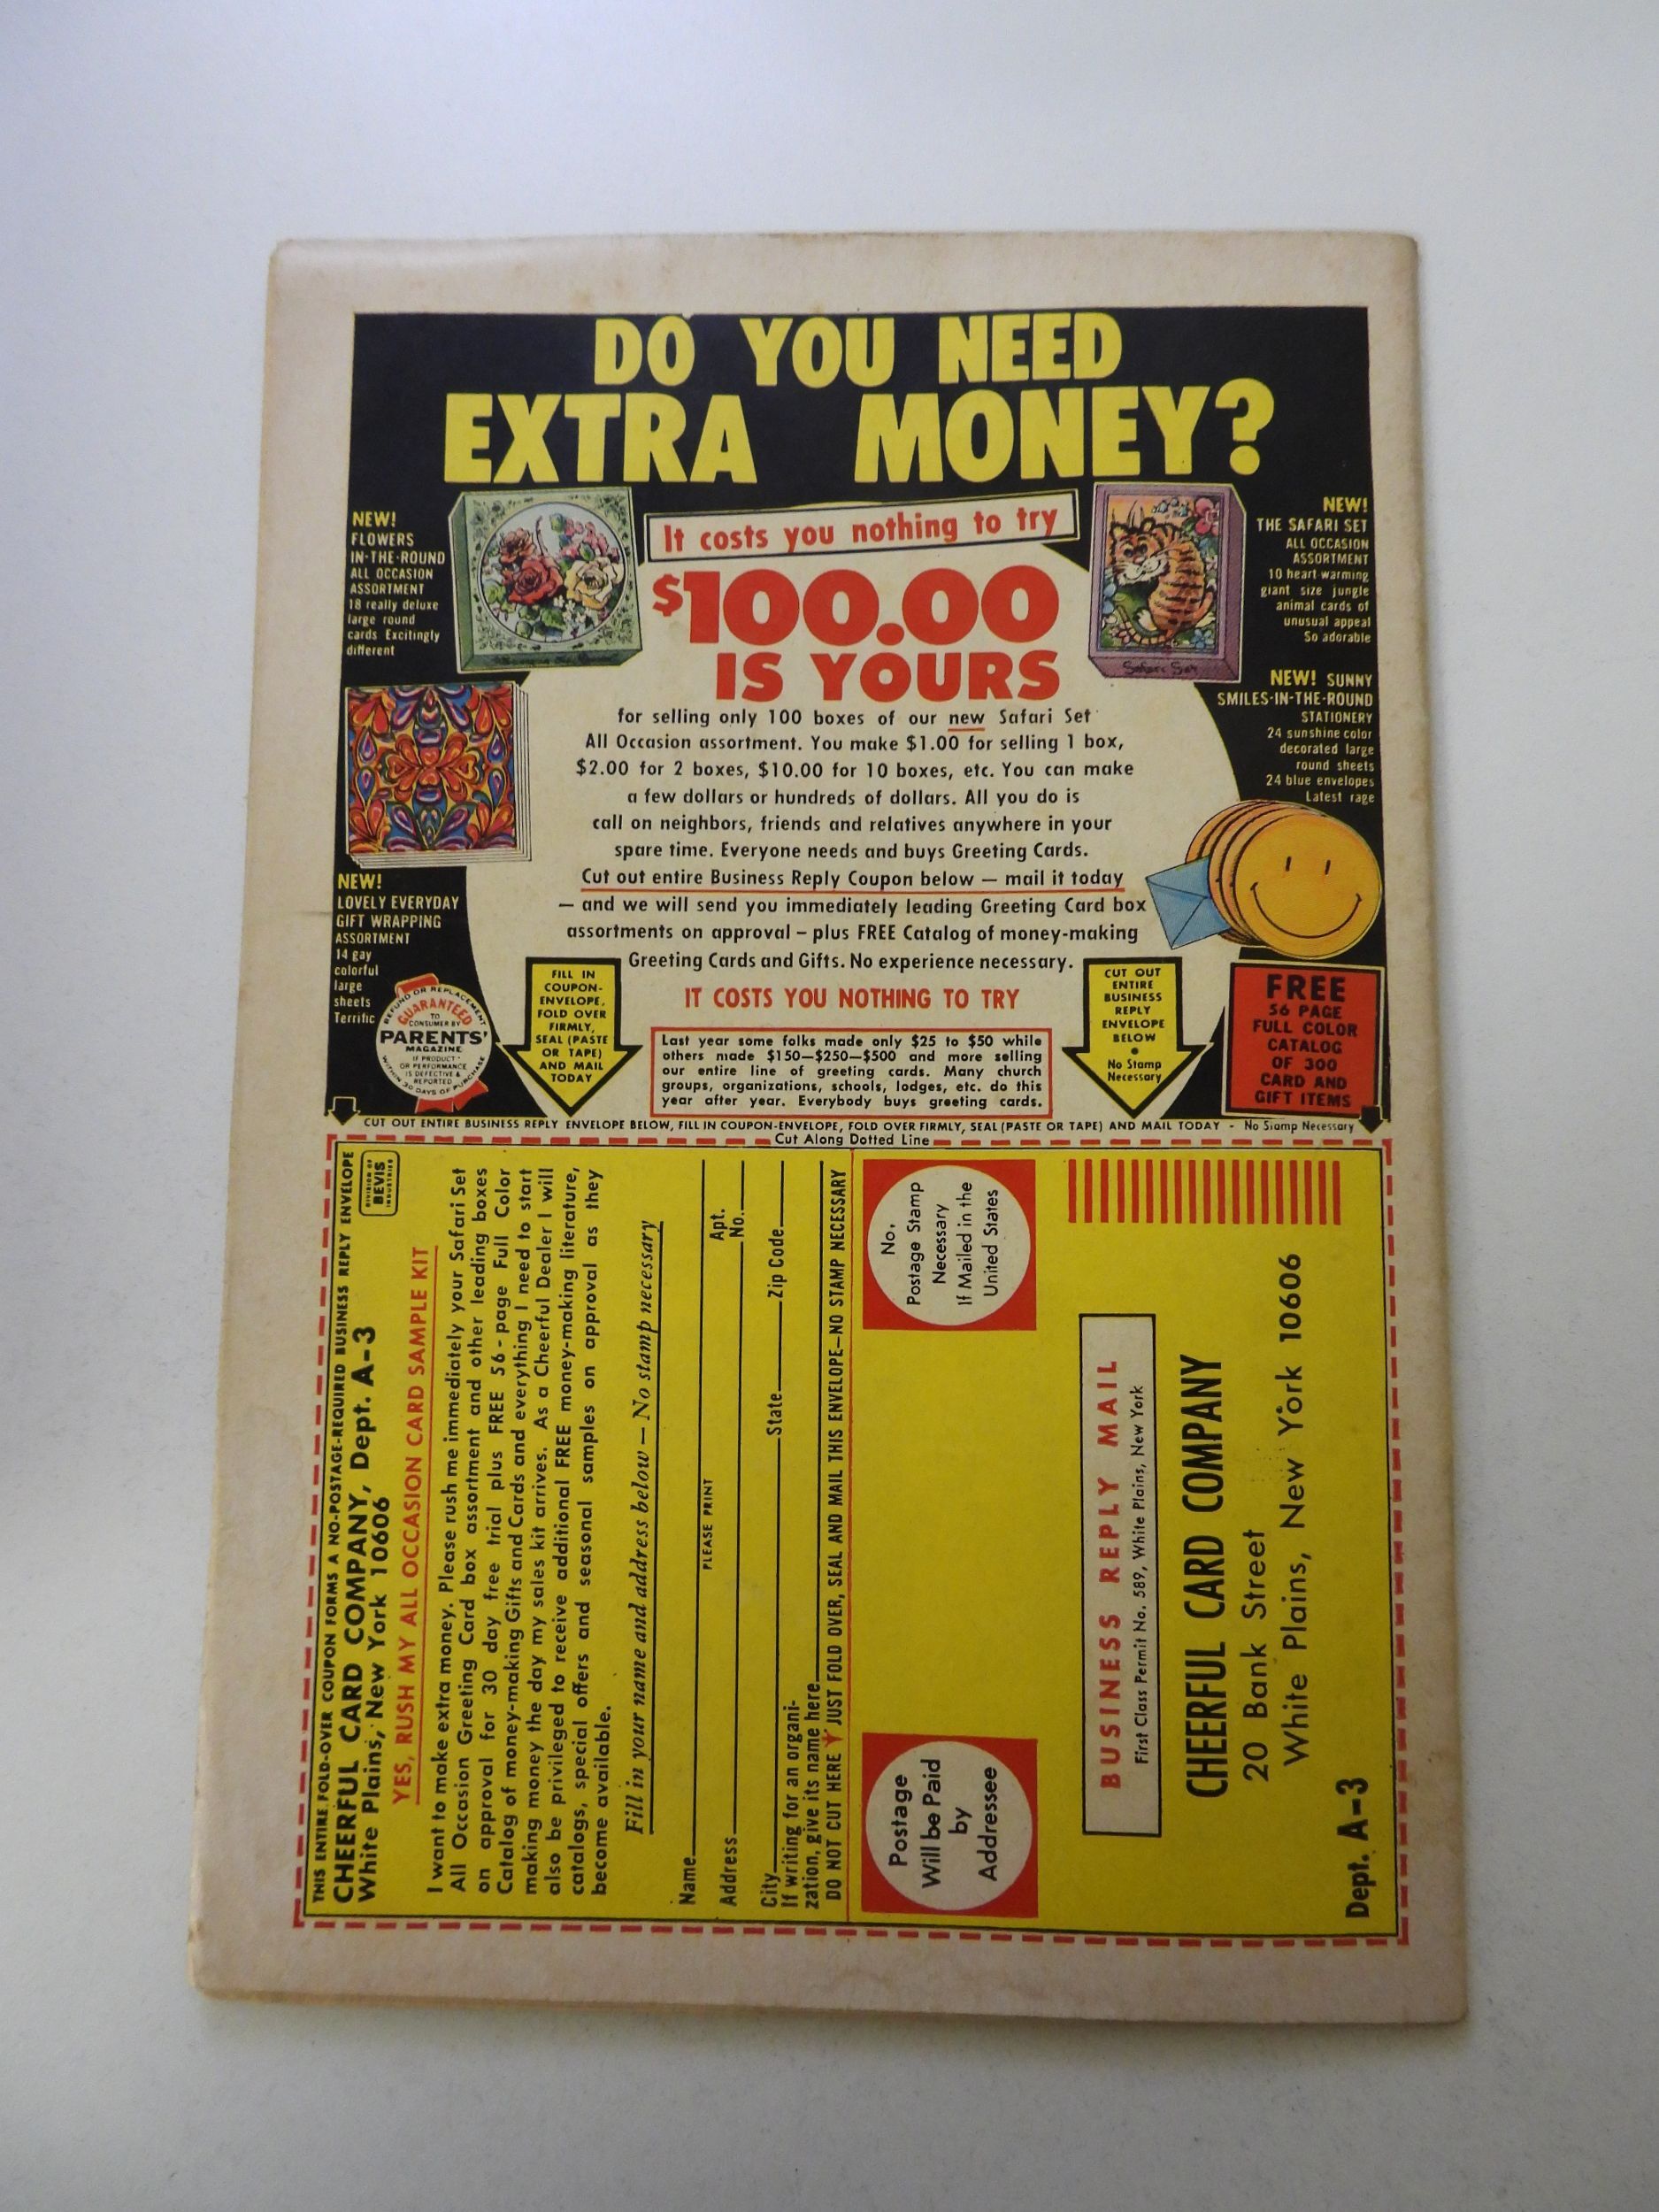 DO YOU NEED
EXTRA MONEY?
It costs you nothing to try
$100.00
IS YOURS
NEW!
FLOWERS
IN-THE-ROUND
ALL OCCASION
ASSORTMENT
18 really deluxe
large round
cards Excitingly
different
NEW!
THE SAFARI SET
ALL OCCASION
ASSORTMENT
10 heart-warming
giant size jungle
animal cards of
unusual appeal
So adorable
Safari Set
NEW! SUNNY
SMILES-IN-THE-ROUND
STATIONERY
24 sunshine color
decorated large
round sheets
24 blue envelopes
Latest rage
for selling only 100 boxes of our new Safari Set
All Occasion assortment. You make $1.00 for selling 1 box,
$2.00 for 2 boxes, $10.00 for 10 boxes, etc. You can make
a few dollars or hundreds of dollars. All you do is
call on neighbors, friends and relatives anywhere in your
spare time. Everyone needs and buys Greeting Cards.
Cut out entire Business Reply Coupon below — mail it today
— and we will send you immediately leading Greeting Card box
assortments on approval – plus FREE Catalog of money-making
Greeting Cards and Gifts. No experience necessary.
IT COSTS YOU NOTHING TO TRY
NEW!
LOVELY EVERYDAY
GIFT WRAPPING
ASSORTMENT
14 gay
colorful
large
sheets
Terrific
REFUND OR REPLACEMENT
GUARANTEED
TO
CONSUMER BY
PARENTS'
MAGAZINE
IF PRODUCT
OR PERFORMANCE
IS DEFECTIVE &
REPORTED
WITHIN 30 DAYS OF PURCHASE
FILL IN
COUPON-
ENVELOPE,
FOLD OVER
FIRMLY,
SEAL (PASTE
OR TAPE)
AND MAIL
TODAY
Last year some folks made only $25 to $50 while
others made $150—$250—$500 and more selling
our entire line of greeting cards. Many church
groups, organizations, schools, lodges, etc. do this
year after year. Everybody buys greeting cards.
CUT OUT
ENTIRE
BUSINESS
REPLY
ENVELOPE
BELOW
•
No Stamp
Necessary
FREE
56 PAGE
FULL COLOR
CATALOG
OF 300
CARD AND
GIFT ITEMS
CUT OUT ENTIRE BUSINESS REPLY ENVELOPE BELOW, FILL IN COUPON-ENVELOPE, FOLD OVER FIRMLY, SEAL (PASTE OR TAPE) AND MAIL TODAY - No Stamp Necessary
Cut Along Dotted Line
THIS ENTIRE FOLD-OVER COUPON FORMS A NO-POSTAGE-REQUIRED BUSINESS REPLY ENVELOPE
CHEERFUL CARD COMPANY, Dept. A-3
White Plains, New York 10606
DIVISION OF
BEVIS
INDUSTRIES
YES, RUSH MY ALL OCCASION CARD SAMPLE KIT
I want to make extra money. Please rush me immediately your Safari Set
All Occasion Greeting Card box assortment and other leading boxes
on approval for 30 day free trial plus FREE 56-page Full Color
Catalog of money-making Gifts and Cards and everything I need to start
making money the day my sales kit arrives. As a Cheerful Dealer I will
also be privileged to receive additional FREE money-making literature,
catalogs, special offers and seasonal samples on approval as they
become available.
Fill in your name and address below — No stamp necessary
Name
PLEASE PRINT
Address Apt. No.
City State Zip Code
If writing for an organi-
zation, give its name here
DO NOT CUT HERE JUST FOLD OVER, SEAL AND MAIL THIS ENVELOPE—NO STAMP NECESSARY
Postage
Will be Paid
by
Addressee
No.
Postage Stamp
Necessary
If Mailed in the
United States
BUSINESS REPLY MAIL
First Class Permit No. 589, White Plains, New York
CHEERFUL CARD COMPANY
20 Bank Street
White Plains, New York 10606
Dept. A-3